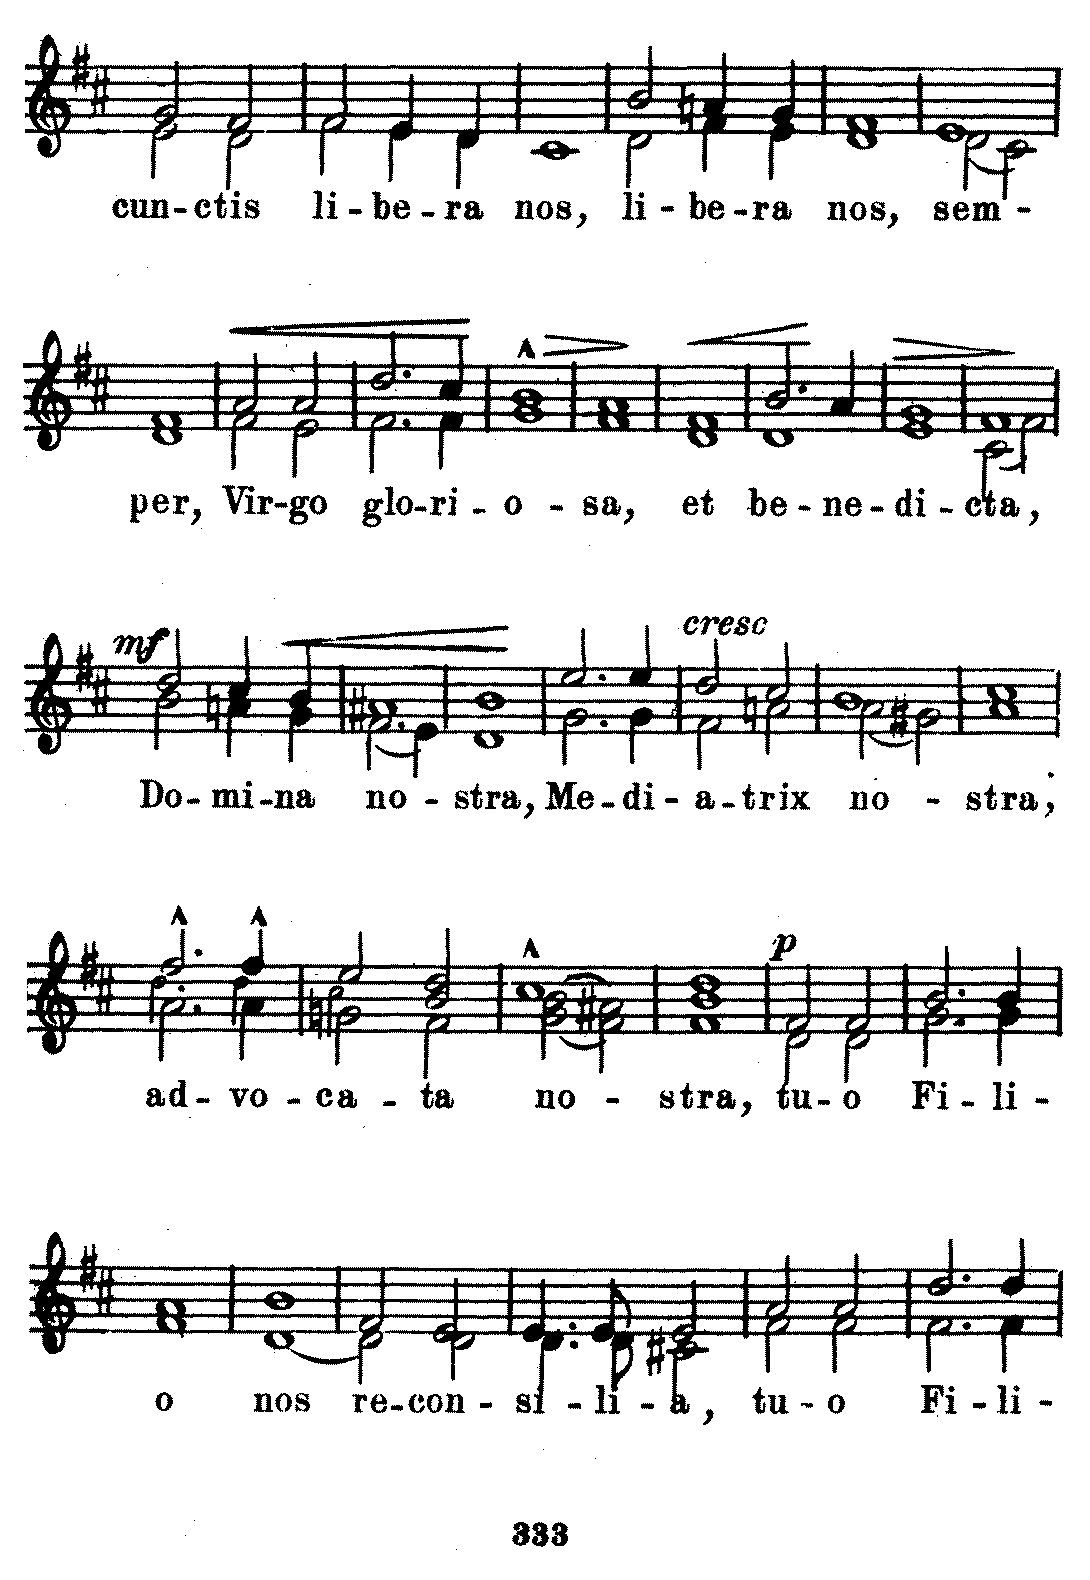 cun-ctis li-be-ra nos, li-be-ra nos, sem-
per, Vir-go glo-ri-o-sa, et be-ne-di-cta,
mf cresc
Do-mi-na no-stra, Me-di-a-trix no-stra,
p
ad-vo-ca-ta no-stra, tu-o Fi-li-
o nos re-con-si-li-a, tu-o Fi-li-
333